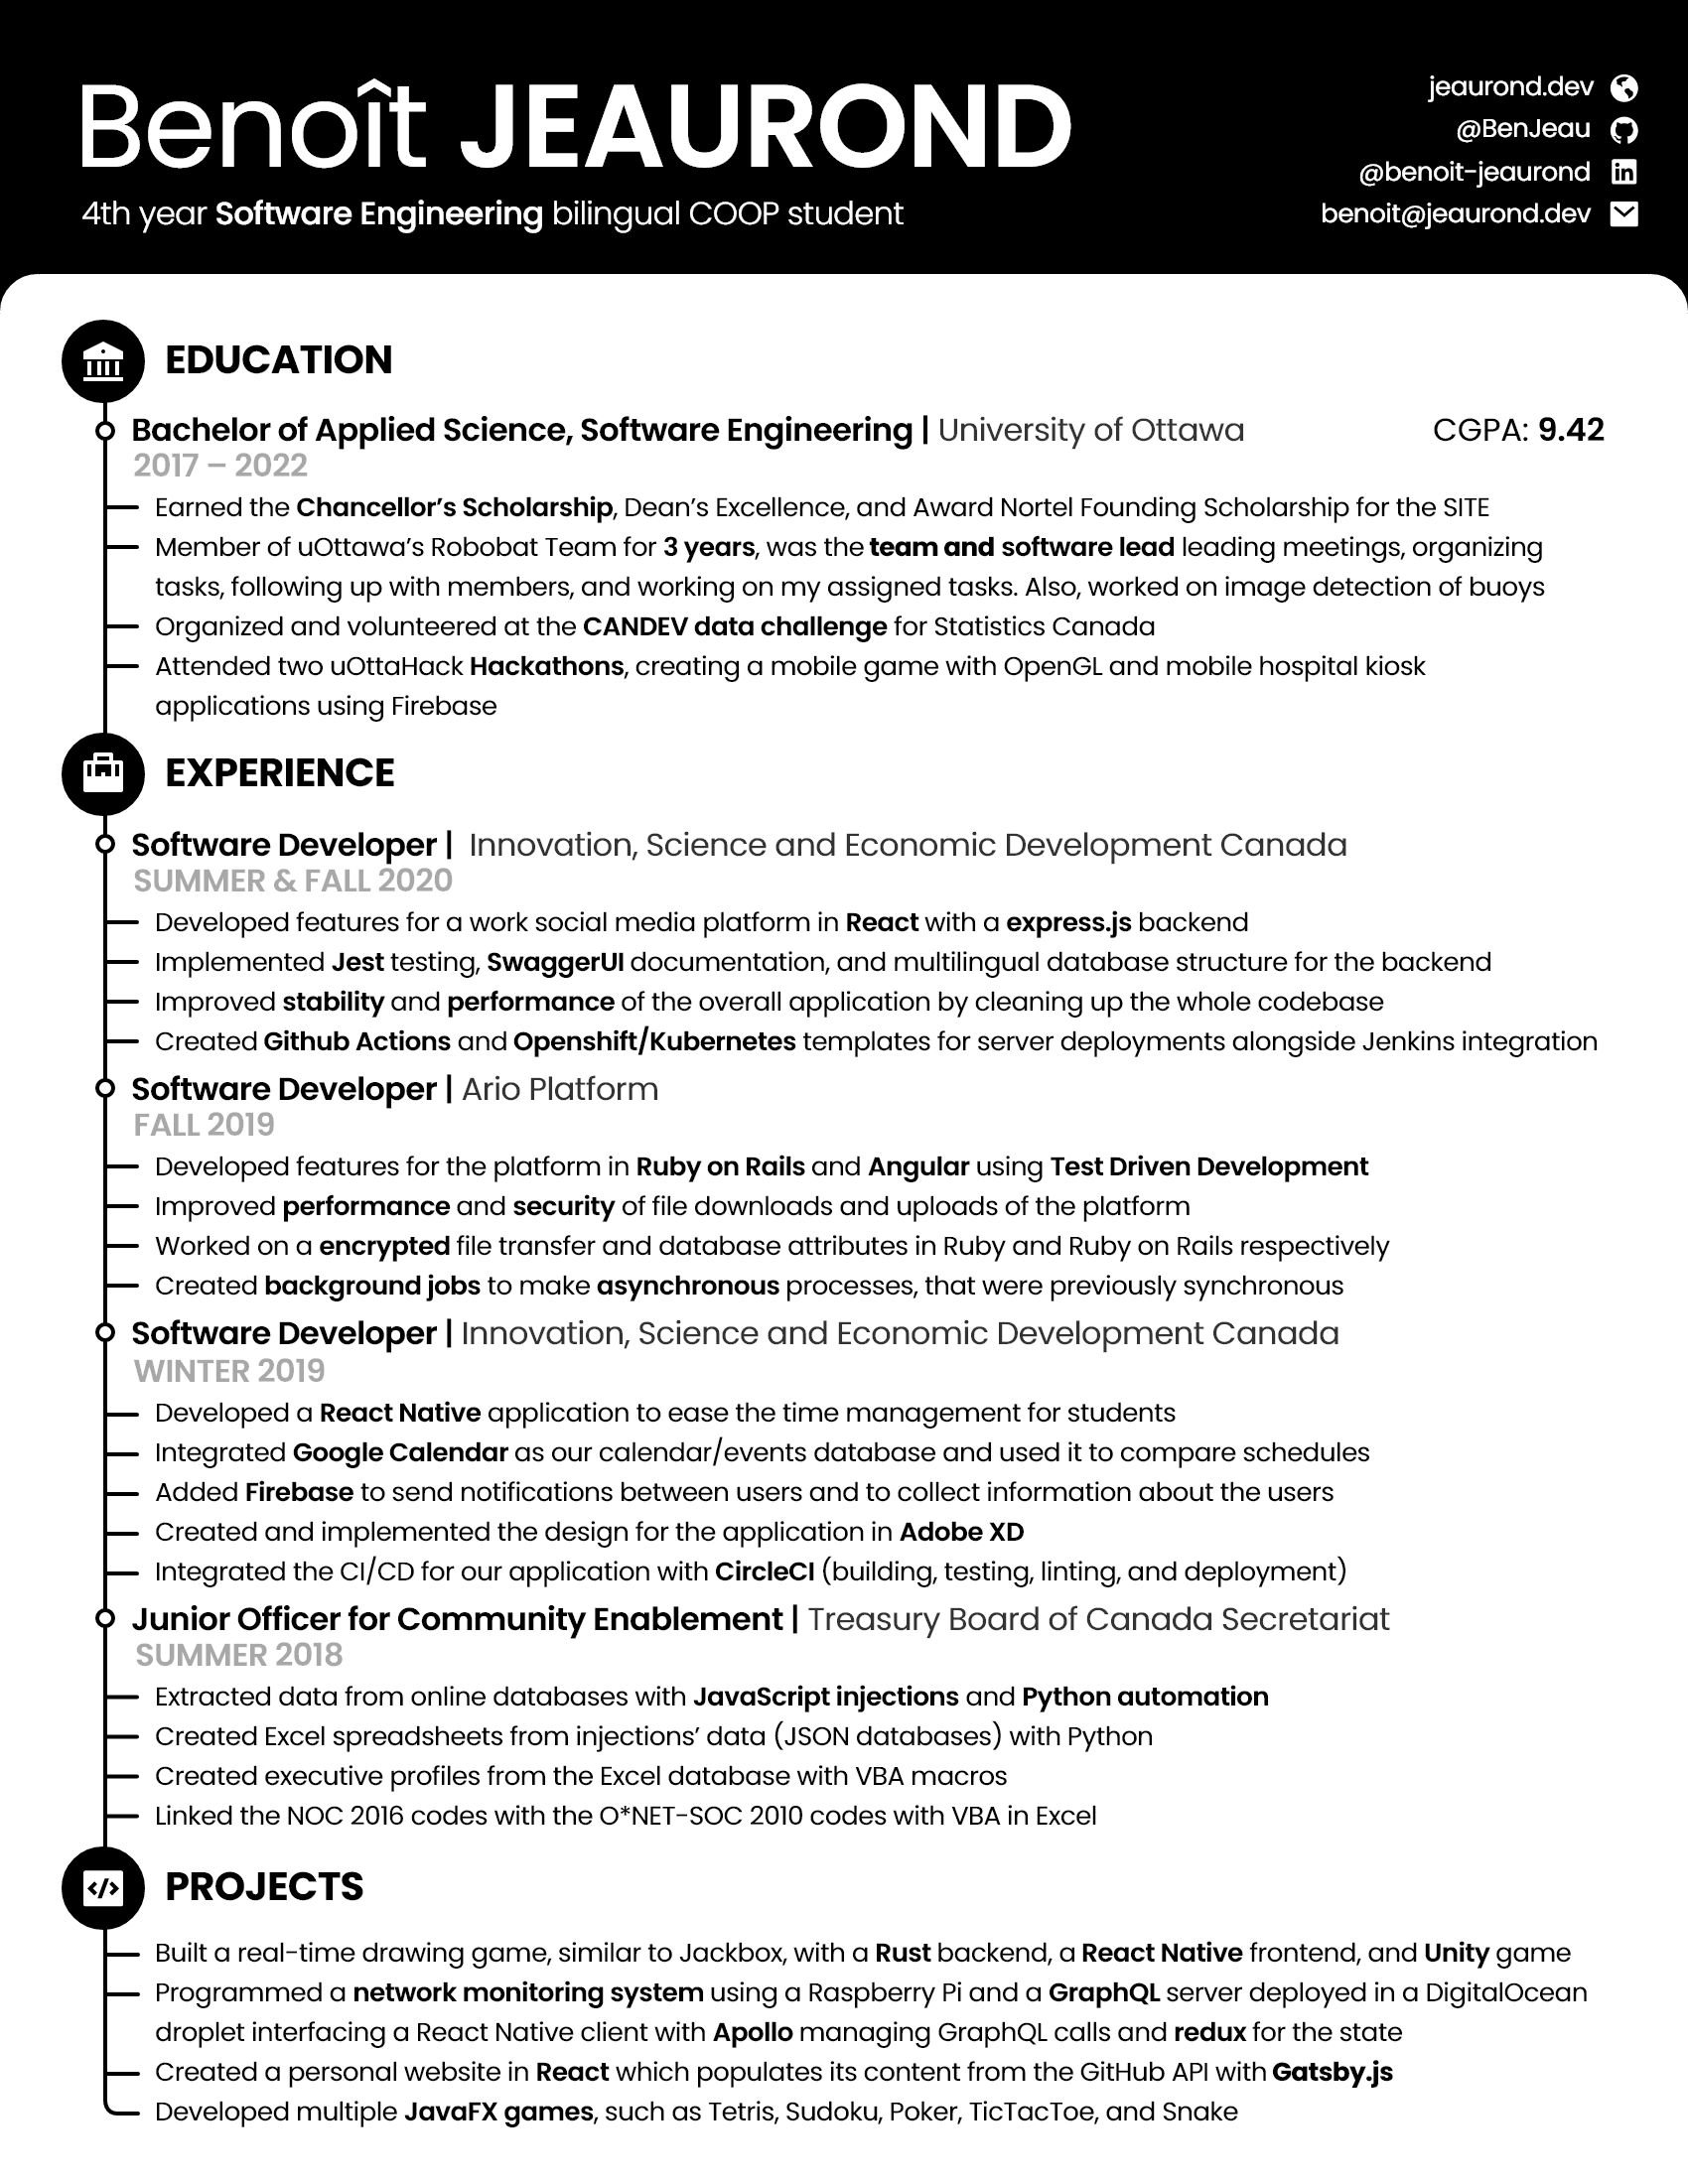 Benoît JEAUROND
4th year Software Engineering bilingual COOP student
jeaurond.dev
@BenJeau
@benoit-jeaurond
benoit@jeaurond.dev
EDUCATION
Bachelor of Applied Science, Software Engineering | University of Ottawa CGPA: 9.42
2017 – 2022
Earned the Chancellor’s Scholarship, Dean’s Excellence, and Award Nortel Founding Scholarship for the SITE
Member of uOttawa’s Robobat Team for 3 years, was the team and software lead leading meetings, organizing
tasks, following up with members, and working on my assigned tasks. Also, worked on image detection of buoys
Organized and volunteered at the CANDEV data challenge for Statistics Canada
Attended two uOttaHack Hackathons, creating a mobile game with OpenGL and mobile hospital kiosk
applications using Firebase
EXPERIENCE
Software Developer | Innovation, Science and Economic Development Canada
SUMMER & FALL 2020
Developed features for a work social media platform in React with a express.js backend
Implemented Jest testing, SwaggerUI documentation, and multilingual database structure for the backend
Improved stability and performance of the overall application by cleaning up the whole codebase
Created Github Actions and Openshift/Kubernetes templates for server deployments alongside Jenkins integration
Software Developer | Ario Platform
FALL 2019
Developed features for the platform in Ruby on Rails and Angular using Test Driven Development
Improved performance and security of file downloads and uploads of the platform
Worked on a encrypted file transfer and database attributes in Ruby and Ruby on Rails respectively
Created background jobs to make asynchronous processes, that were previously synchronous
Software Developer | Innovation, Science and Economic Development Canada
WINTER 2019
Developed a React Native application to ease the time management for students
Integrated Google Calendar as our calendar/events database and used it to compare schedules
Added Firebase to send notifications between users and to collect information about the users
Created and implemented the design for the application in Adobe XD
Integrated the CI/CD for our application with CircleCI (building, testing, linting, and deployment)
Junior Officer for Community Enablement | Treasury Board of Canada Secretariat
SUMMER 2018
Extracted data from online databases with JavaScript injections and Python automation
Created Excel spreadsheets from injections’ data (JSON databases) with Python
Created executive profiles from the Excel database with VBA macros
Linked the NOC 2016 codes with the O*NET-SOC 2010 codes with VBA in Excel
PROJECTS
Built a real-time drawing game, similar to Jackbox, with a Rust backend, a React Native frontend, and Unity game
Programmed a network monitoring system using a Raspberry Pi and a GraphQL server deployed in a DigitalOcean
droplet interfacing a React Native client with Apollo managing GraphQL calls and redux for the state
Created a personal website in React which populates its content from the GitHub API with Gatsby.js
Developed multiple JavaFX games, such as Tetris, Sudoku, Poker, TicTacToe, and Snake